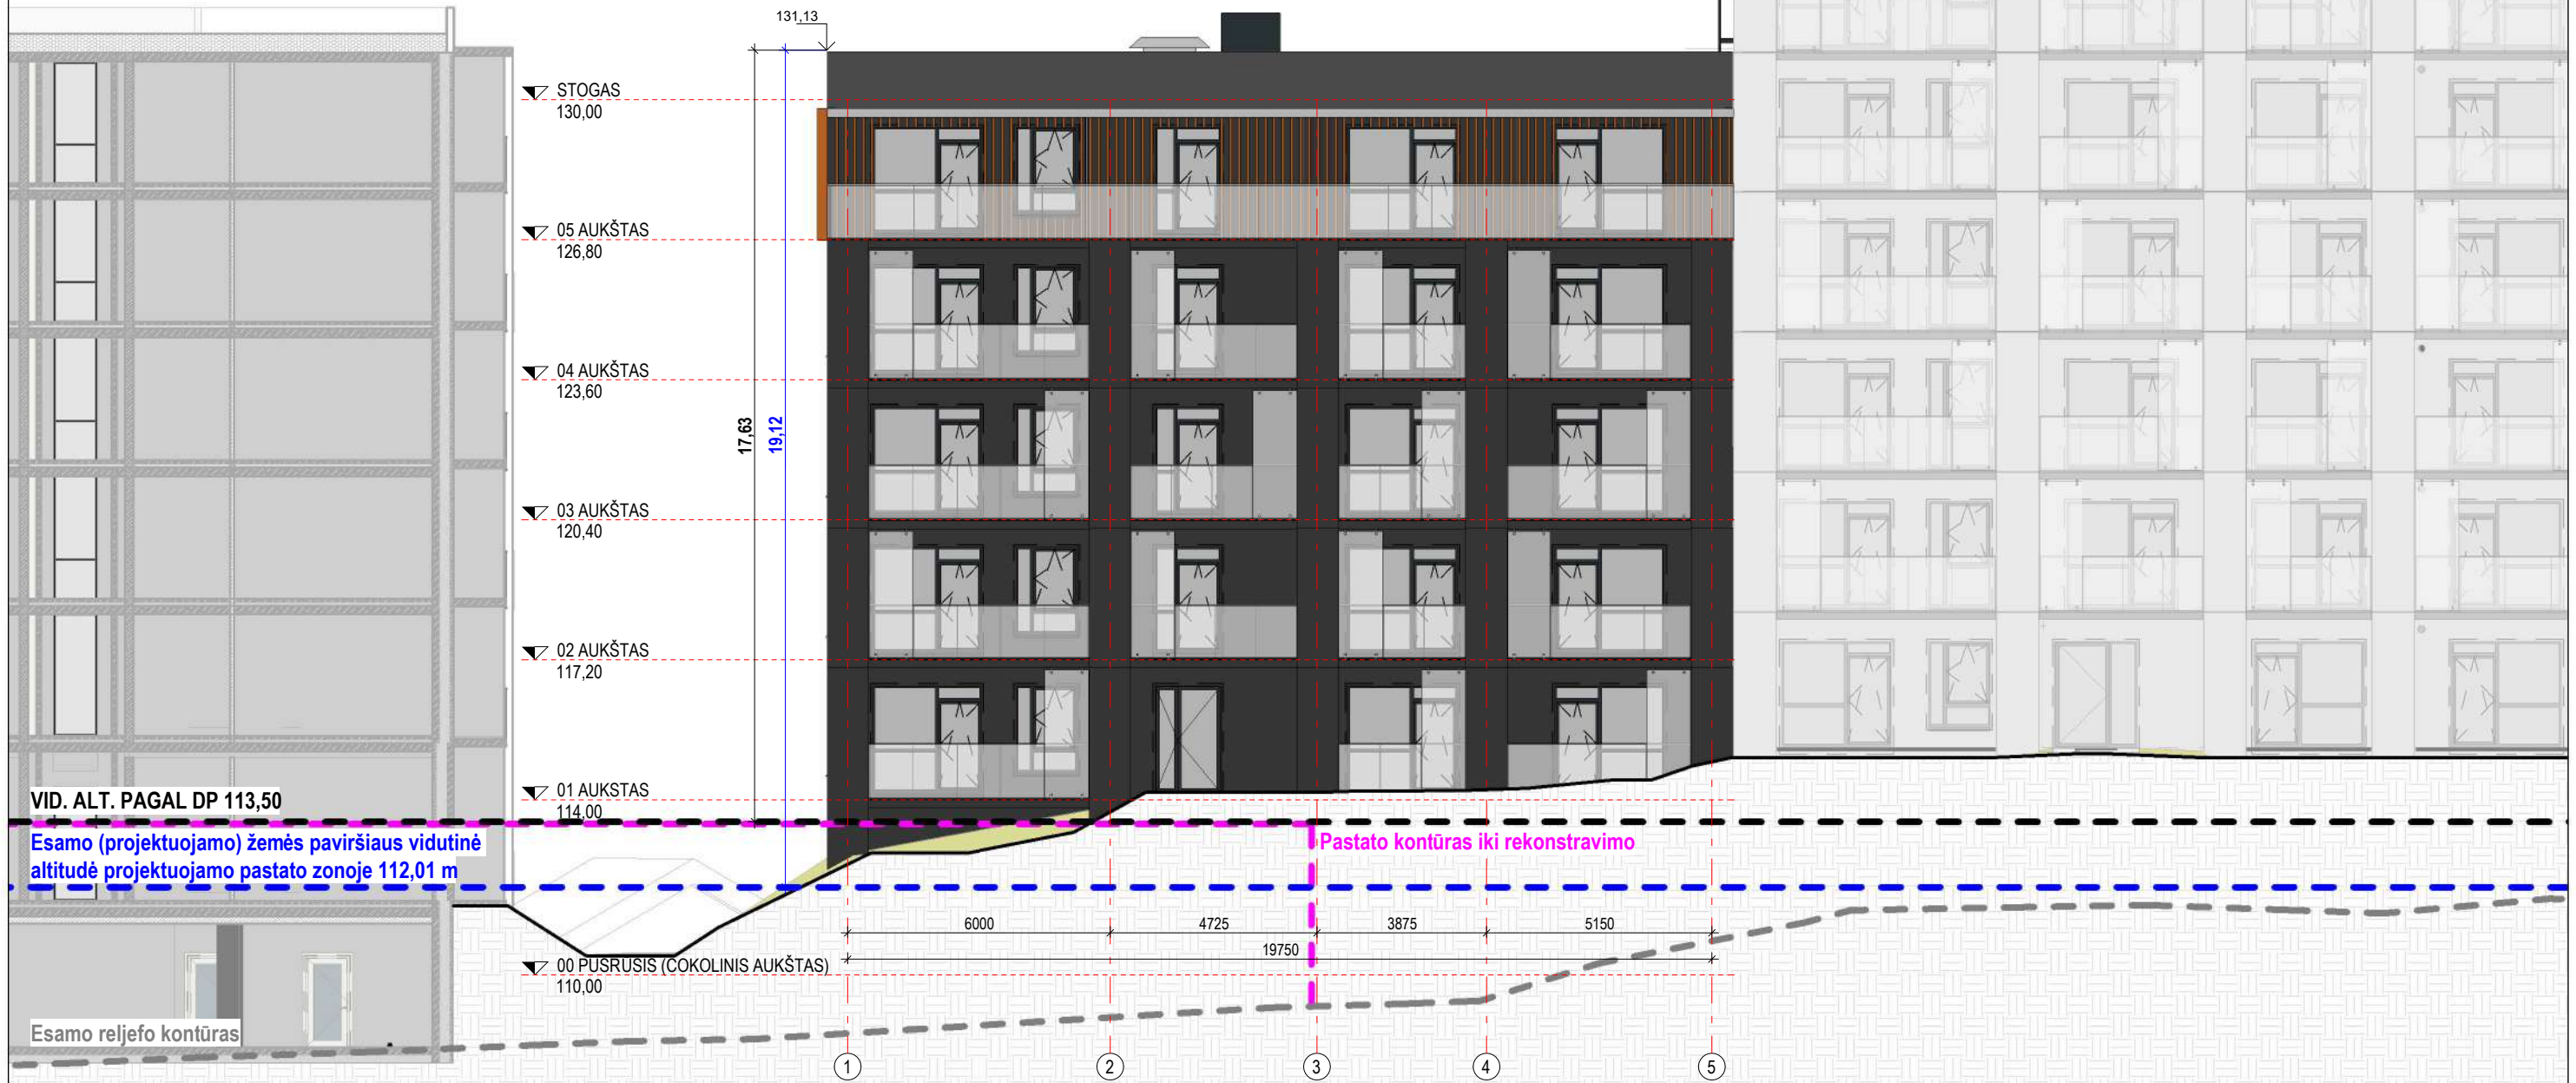 131,13
STOGAS
130,00
05 AUKŠTAS
126,80
04 AUKŠTAS
123,60
17,63
19,12
03 AUKŠTAS
120,40
02 AUKŠTAS
117,20
01 AUKSTAS
114,00
VID. ALT. PAGAL DP 113,50
Esamo (projektuojamo) žemės paviršiaus vidutinė
altitudė projektuojamo pastato zonoje 112,01 m
Pastato kontūras iki rekonstravimo
6000 4725 3875 5150
19750
00 PUSRUSIS (COKOLINIS AUKŠTAS)
110,00
Esamo reljefo kontūras
1 2 3 4 5